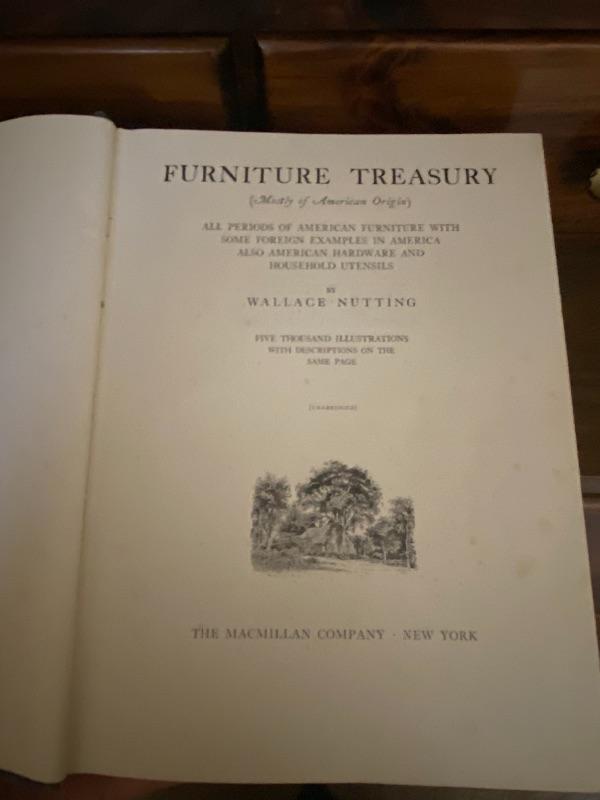 FURNITURE TREASURY
(Mostly of American Origin)
ALL PERIODS OF AMERICAN FURNITURE WITH
SOME FOREIGN EXAMPLES IN AMERICA
ALSO AMERICAN HARDWARE AND
HOUSEHOLD UTENSILS
BY
WALLACE NUTTING
FIVE THOUSAND ILLUSTRATIONS
WITH DESCRIPTIONS ON THE
SAME PAGE
[UNABRIDGED]
THE MACMILLAN COMPANY · NEW YORK